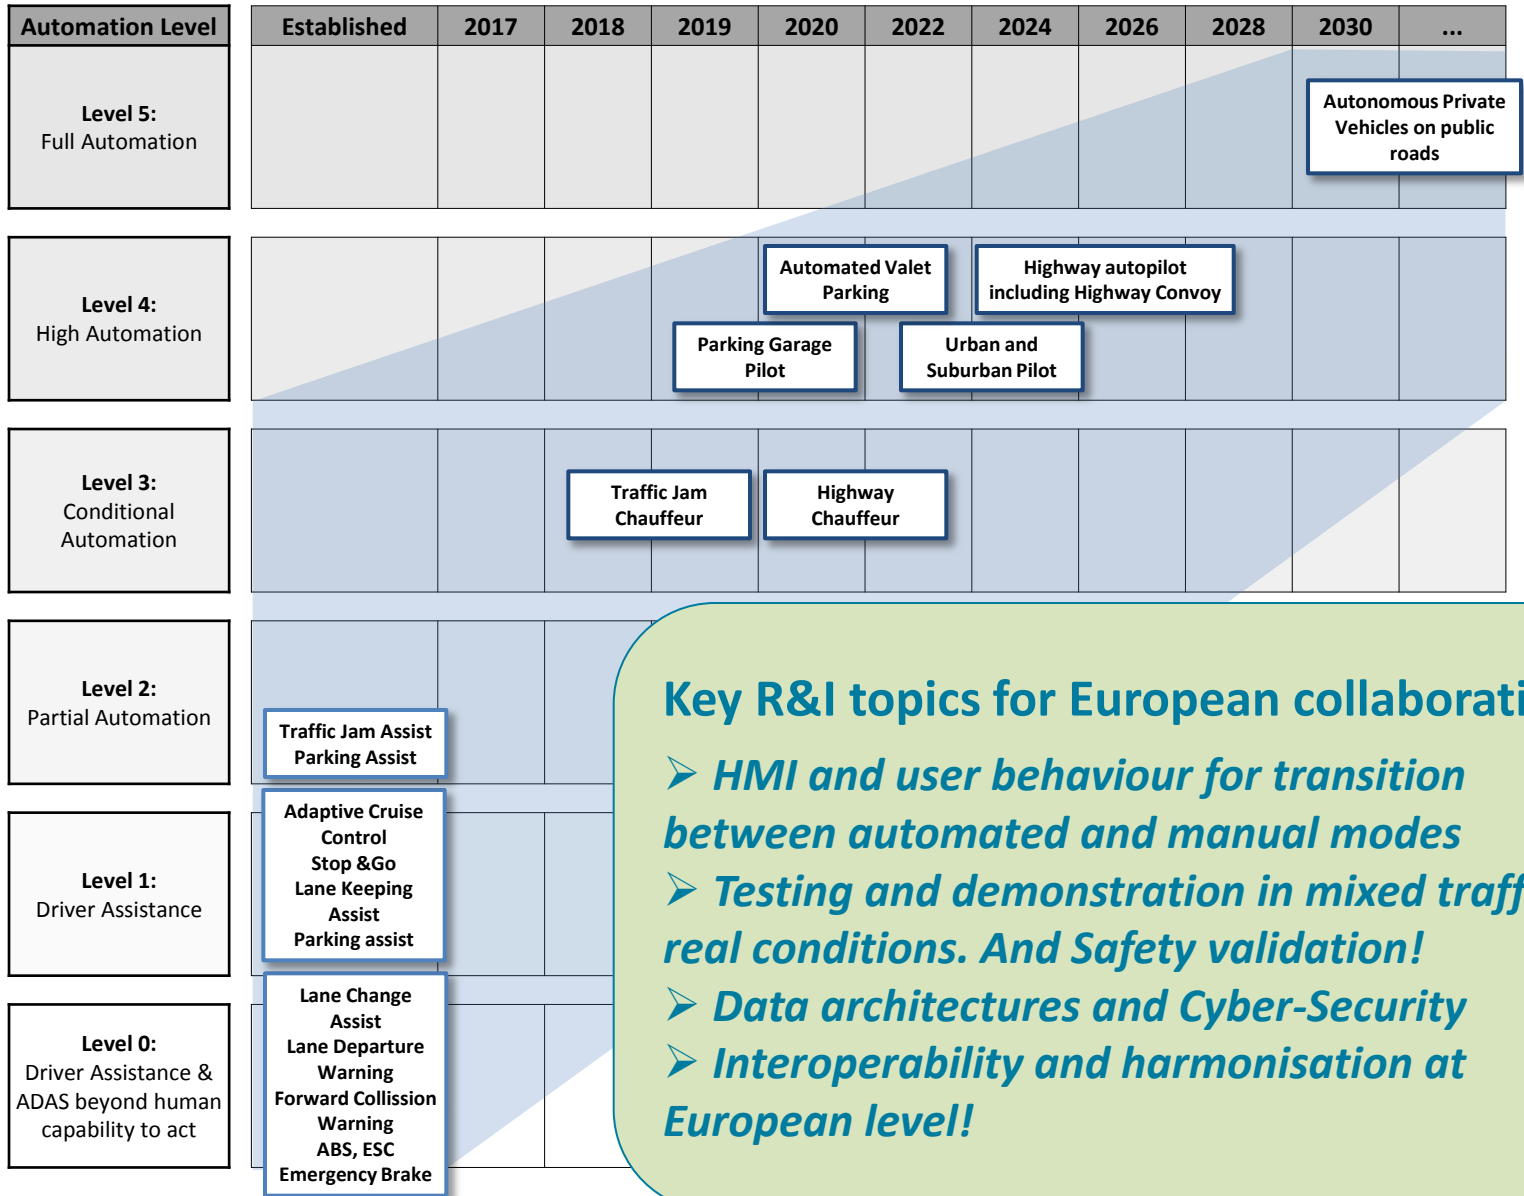 Automation Level
Established
2017
2018
2019
2020
2022
2024
2026
2028
2030
...
Level 5:
Full Automation
Autonomous Private
Vehicles on public
roads
Level 4:
High Automation
Automated Valet
Parking
Highway autopilot
including Highway Convoy
Parking Garage
Pilot
Urban and
Suburban Pilot
Level 3:
Conditional
Automation
Traffic Jam
Chauffeur
Highway
Chauffeur
Level 2:
Partial Automation
Traffic Jam Assist
Parking Assist
Level 1:
Driver Assistance
Adaptive Cruise
Control
Stop &Go
Lane Keeping
Assist
Parking assist
Level 0:
Driver Assistance &
ADAS beyond human
capability to act
Lane Change
Assist
Lane Departure
Warning
Forward Collission
Warning
ABS, ESC
Emergency Brake
Key R&I topics for European collaborati
➢ HMI and user behaviour for transition
between automated and manual modes
➢ Testing and demonstration in mixed traff
real conditions. And Safety validation!
➢ Data architectures and Cyber-Security
➢ Interoperability and harmonisation at
European level!